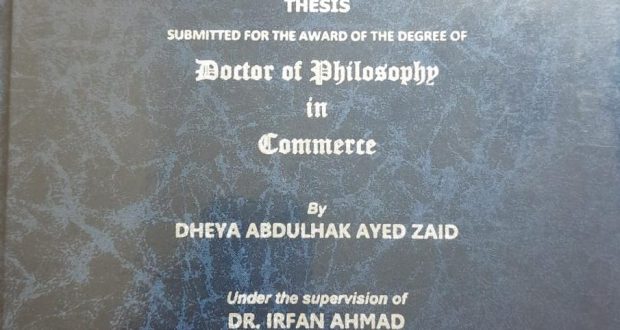 THESIS
SUBMITTED FOR THE AWARD OF THE DEGREE OF
Doctor of Philosophy
in
Commerce
By
DHEYA ABDULHAK AYED ZAID
Under the supervision of
DR. IRFAN AHMAD